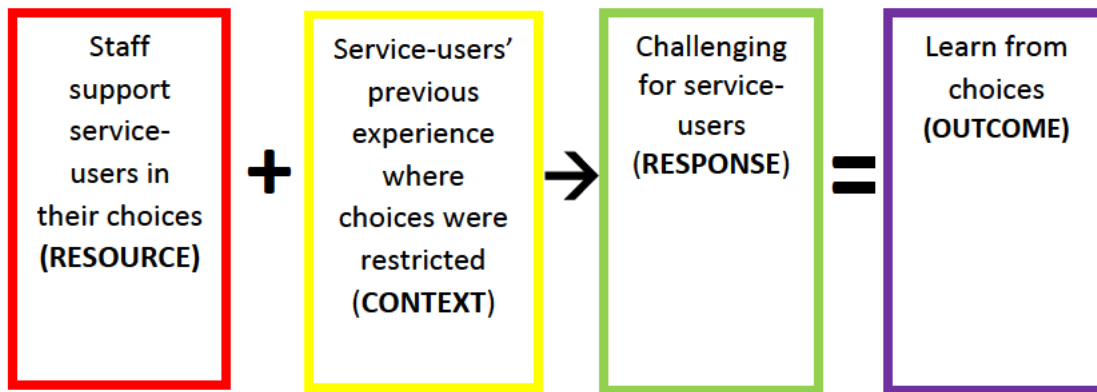 Staff
support
service-
users in
their choices
(RESOURCE)
+
Service-users’
previous
experience
where
choices were
restricted
(CONTEXT)
→
Challenging
for service-
users
(RESPONSE)
=
Learn from
choices
(OUTCOME)